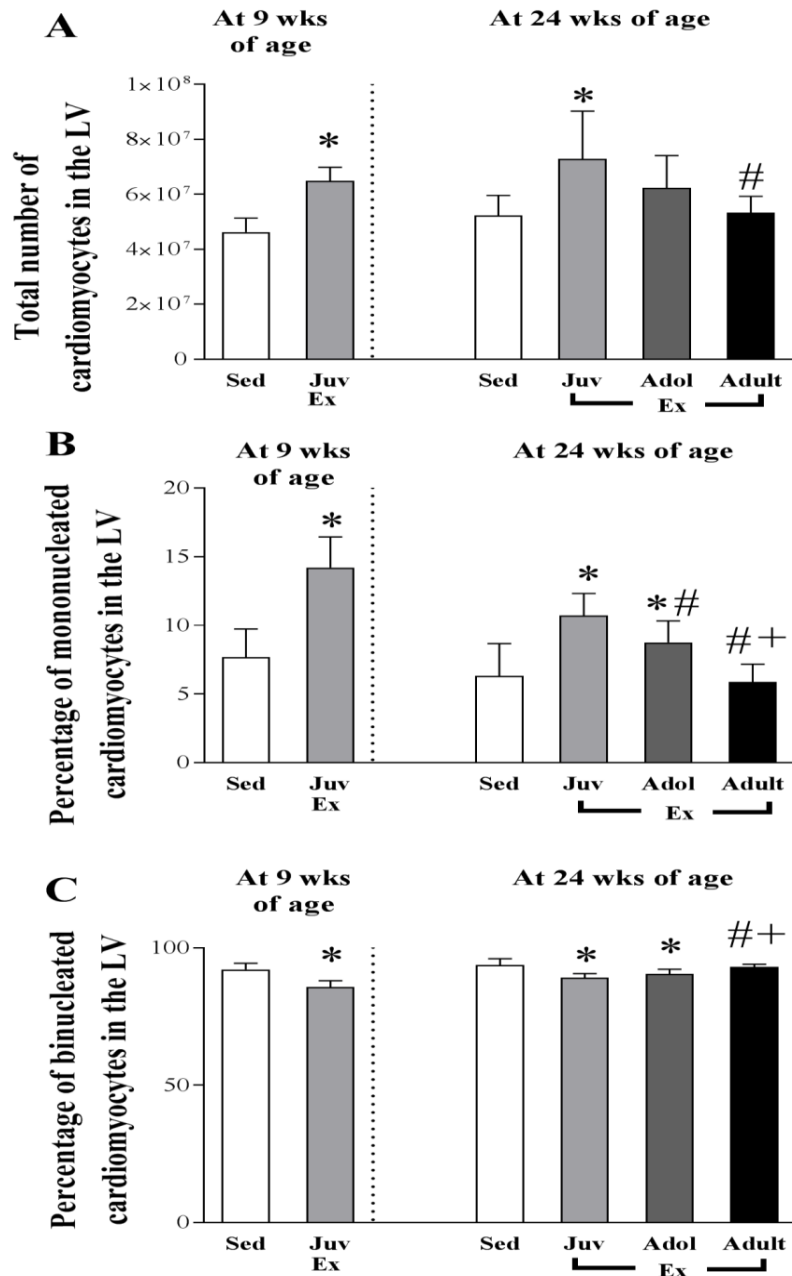 A
At 9 wks
of age
At 24 wks of age
Total number of
cardiomyocytes in the LV
1×10⁸
8×10⁷
6×10⁷
4×10⁷
2×10⁷
0
*
*
#
Sed
Juv
Ex
Sed
Juv
Adol
Adult
Ex
B
At 9 wks
of age
At 24 wks of age
Percentage of mononucleated
cardiomyocytes in the LV
20
15
10
5
0
*
*
*#
#+
Sed
Juv
Ex
Sed
Juv
Adol
Adult
Ex
C
At 9 wks
of age
At 24 wks of age
Percentage of binucleated
cardiomyocytes in the LV
100
50
0
*
*
*
#+
Sed
Juv
Ex
Sed
Juv
Adol
Adult
Ex